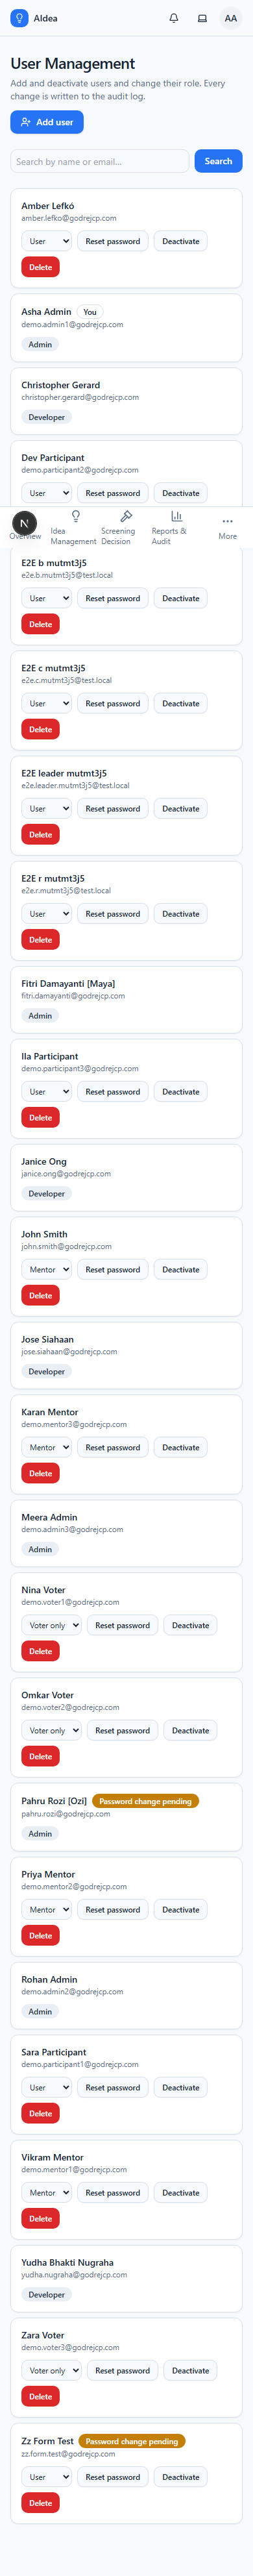 Aldea
AA
User Management
Add and deactivate users and change their role. Every
change is written to the audit log.
Add user
Search by name or email...
Search
Amber Lefkó
amber.lefko@godrejcp.com
User
Reset password
Deactivate
Delete
Asha Admin
You
demo.admin1@godrejcp.com
Admin
Christopher Gerard
christopher.gerard@godrejcp.com
Developer
Dev Participant
demo.participant2@godrejcp.com
User
Reset password
Deactivate
N
Overview
Idea
Management
Screening
Decision
Reports &
Audit
More
E2E b mutmt3j5
e2e.b.mutmt3j5@test.local
User
Reset password
Deactivate
Delete
E2E c mutmt3j5
e2e.c.mutmt3j5@test.local
User
Reset password
Deactivate
Delete
E2E leader mutmt3j5
e2e.leader.mutmt3j5@test.local
User
Reset password
Deactivate
Delete
E2E r mutmt3j5
e2e.r.mutmt3j5@test.local
User
Reset password
Deactivate
Delete
Fitri Damayanti [Maya]
fitri.damayanti@godrejcp.com
Admin
Ila Participant
demo.participant3@godrejcp.com
User
Reset password
Deactivate
Delete
Janice Ong
janice.ong@godrejcp.com
Developer
John Smith
john.smith@godrejcp.com
Mentor
Reset password
Deactivate
Delete
Jose Siahaan
jose.siahaan@godrejcp.com
Developer
Karan Mentor
demo.mentor3@godrejcp.com
Mentor
Reset password
Deactivate
Delete
Meera Admin
demo.admin3@godrejcp.com
Admin
Nina Voter
demo.voter1@godrejcp.com
Voter only
Reset password
Deactivate
Delete
Omkar Voter
demo.voter2@godrejcp.com
Voter only
Reset password
Deactivate
Delete
Pahru Rozi [Ozi]
Password change pending
pahru.rozi@godrejcp.com
Admin
Priya Mentor
demo.mentor2@godrejcp.com
Mentor
Reset password
Deactivate
Delete
Rohan Admin
demo.admin2@godrejcp.com
Admin
Sara Participant
demo.participant1@godrejcp.com
User
Reset password
Deactivate
Delete
Vikram Mentor
demo.mentor1@godrejcp.com
Mentor
Reset password
Deactivate
Delete
Yudha Bhakti Nugraha
yudha.nugraha@godrejcp.com
Developer
Zara Voter
demo.voter3@godrejcp.com
Voter only
Reset password
Deactivate
Delete
Zz Form Test
Password change pending
zz.form.test@godrejcp.com
User
Reset password
Deactivate
Delete